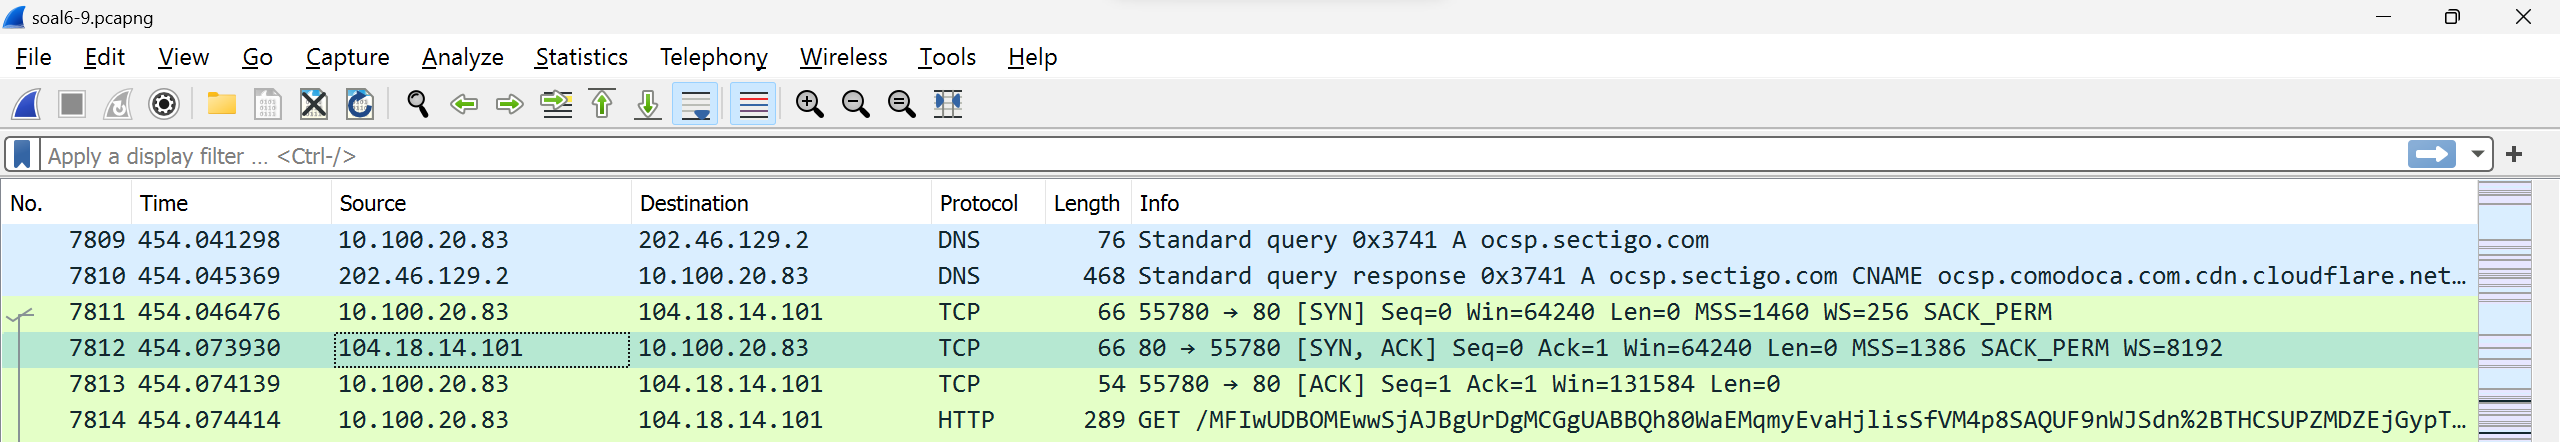 soal6-9.pcapng
File Edit View Go Capture Analyze Statistics Telephony Wireless Tools Help
Apply a display filter ... <Ctrl-/>
No. Time Source Destination Protocol Length Info
7809 454.041298 10.100.20.83 202.46.129.2 DNS 76 Standard query 0x3741 A ocsp.sectigo.com
7810 454.045369 202.46.129.2 10.100.20.83 DNS 468 Standard query response 0x3741 A ocsp.sectigo.com CNAME ocsp.comodoca.com.cdn.cloudflare.net…
7811 454.046476 10.100.20.83 104.18.14.101 TCP 66 55780 → 80 [SYN] Seq=0 Win=64240 Len=0 MSS=1460 WS=256 SACK_PERM
7812 454.073930 104.18.14.101 10.100.20.83 TCP 66 80 → 55780 [SYN, ACK] Seq=0 Ack=1 Win=64240 Len=0 MSS=1386 SACK_PERM WS=8192
7813 454.074139 10.100.20.83 104.18.14.101 TCP 54 55780 → 80 [ACK] Seq=1 Ack=1 Win=131584 Len=0
7814 454.074414 10.100.20.83 104.18.14.101 HTTP 289 GET /MFIwUDBOMEwwSjAJBgUrDgMCGgUABBQh80WaEMqmyEvaHjlisSfVM4p8SAQUF9nWJSdn%2BTHCSUPZMDZEjGypT…